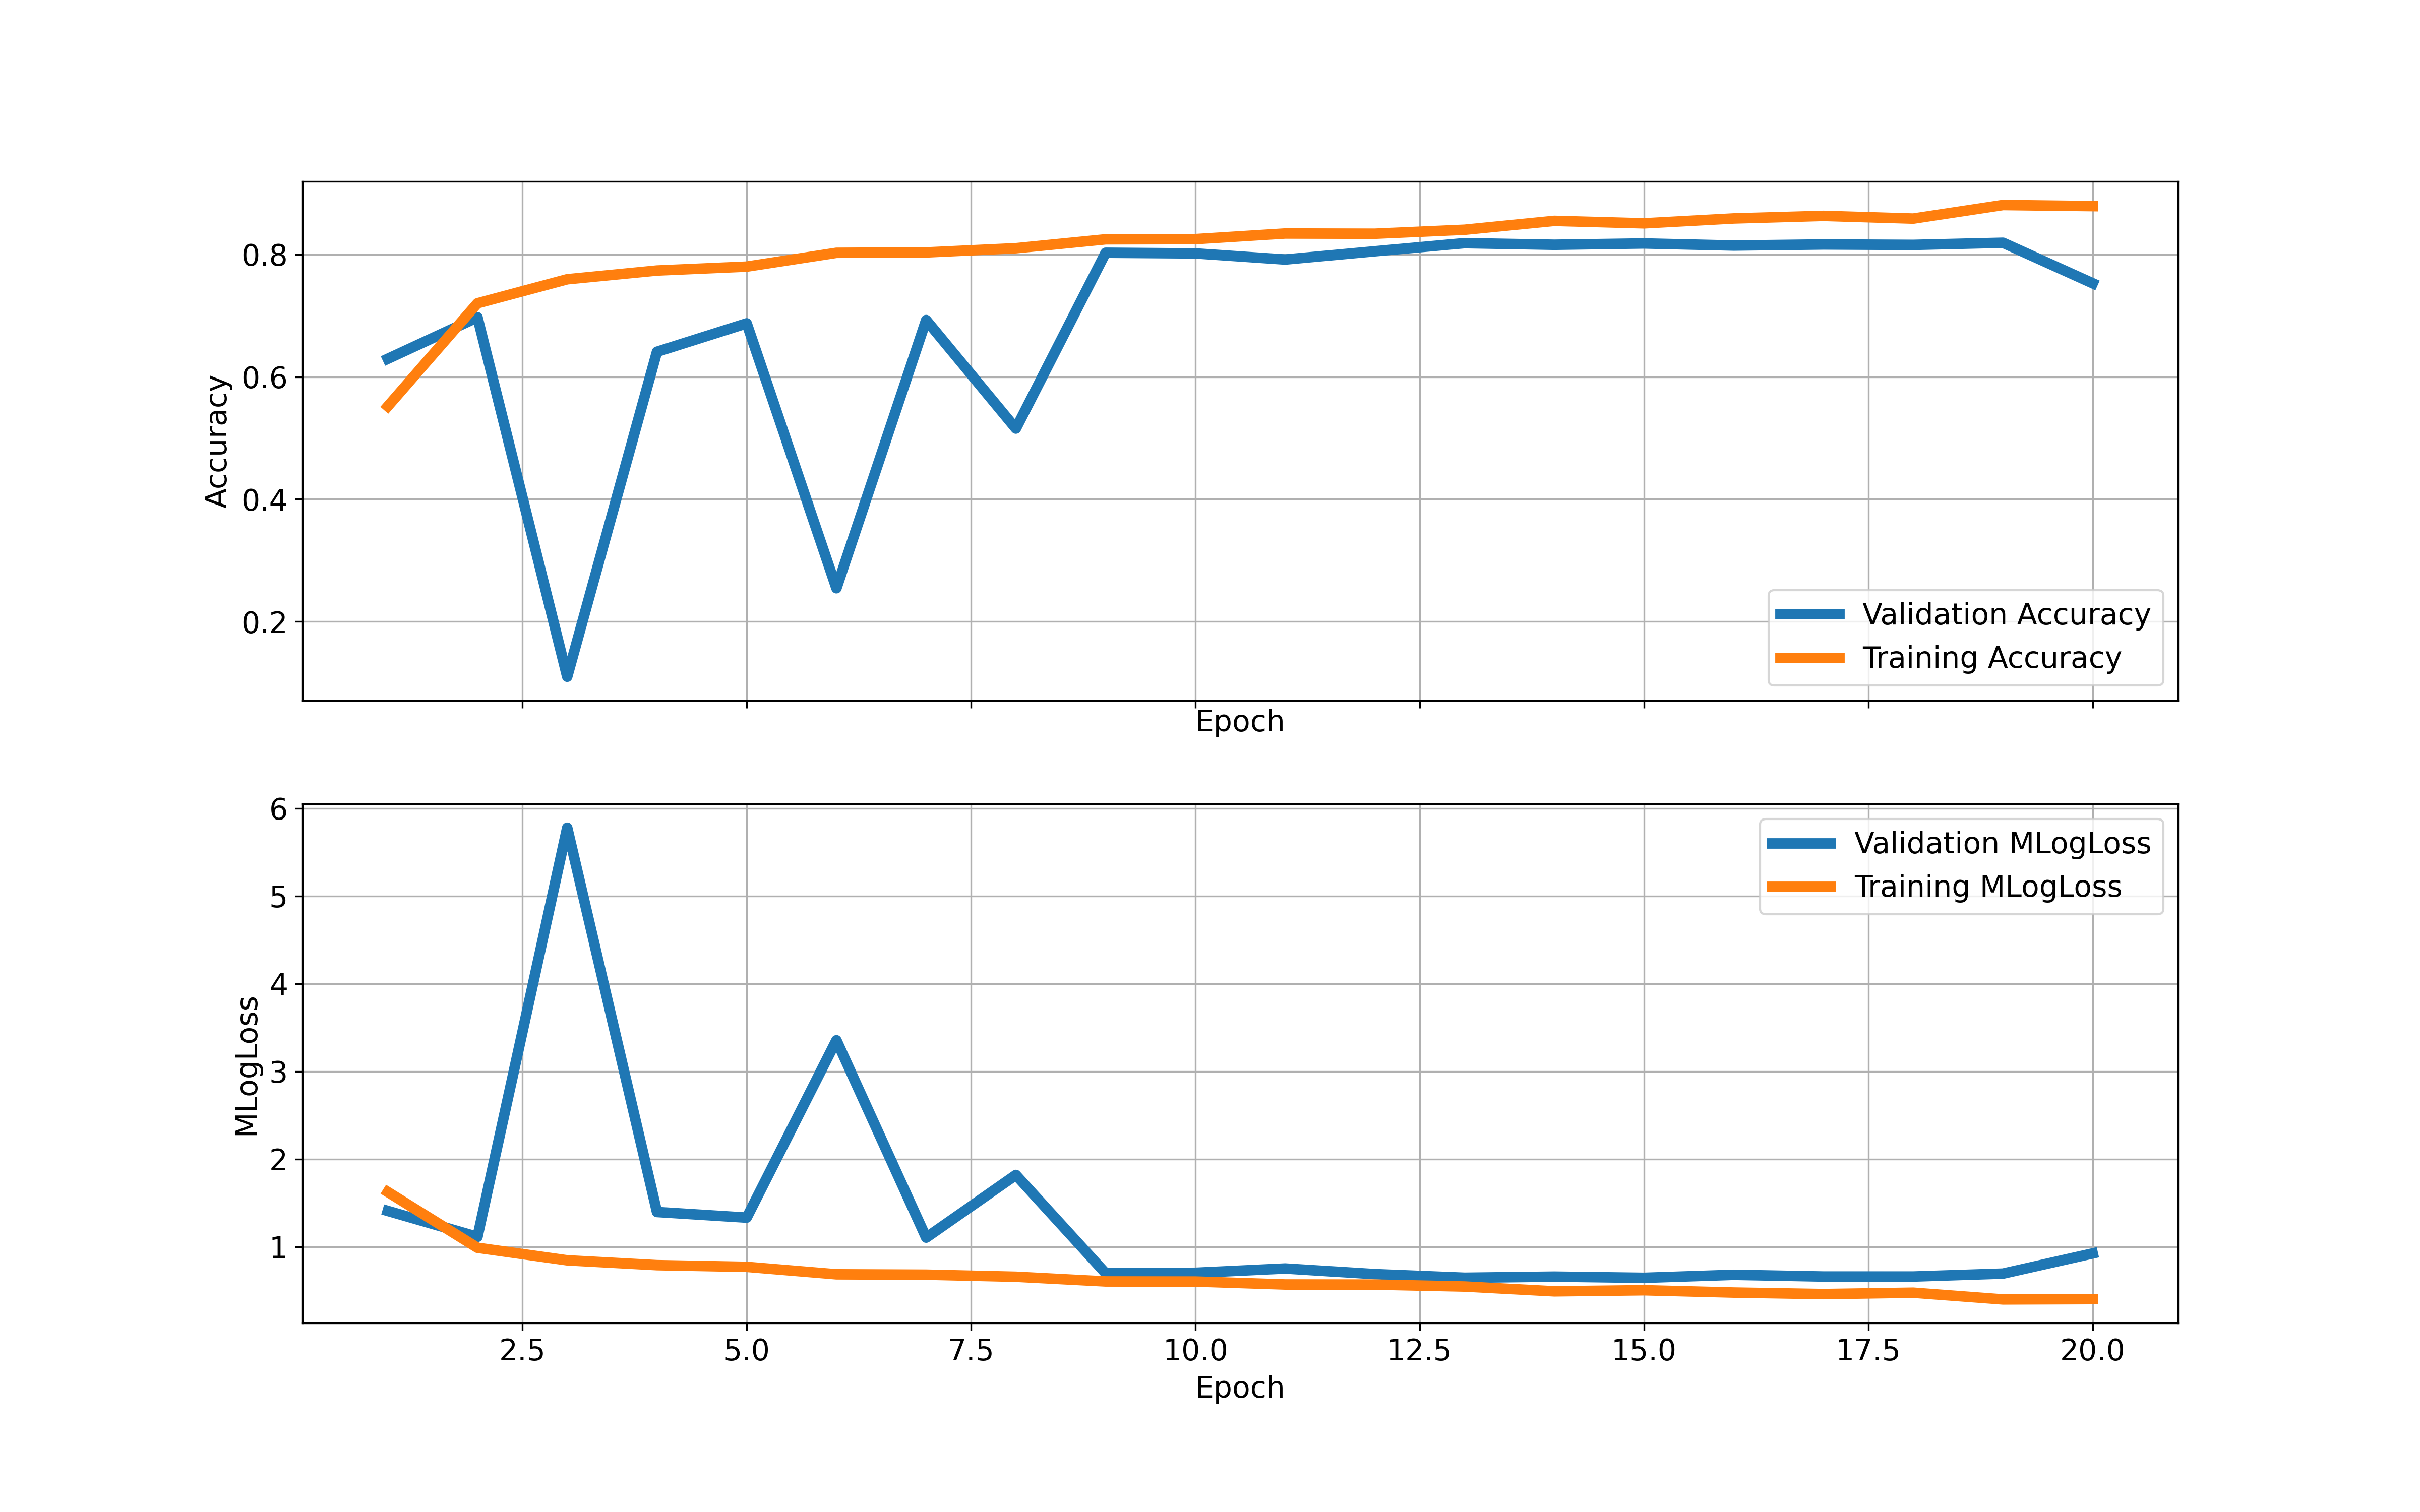 Accuracy
0.8
0.6
0.4
0.2
Validation Accuracy
Training Accuracy
Epoch
MLogLoss
6
5
4
3
2
1
Validation MLogLoss
Training MLogLoss
2.5 5.0 7.5 10.0 12.5 15.0 17.5 20.0
Epoch